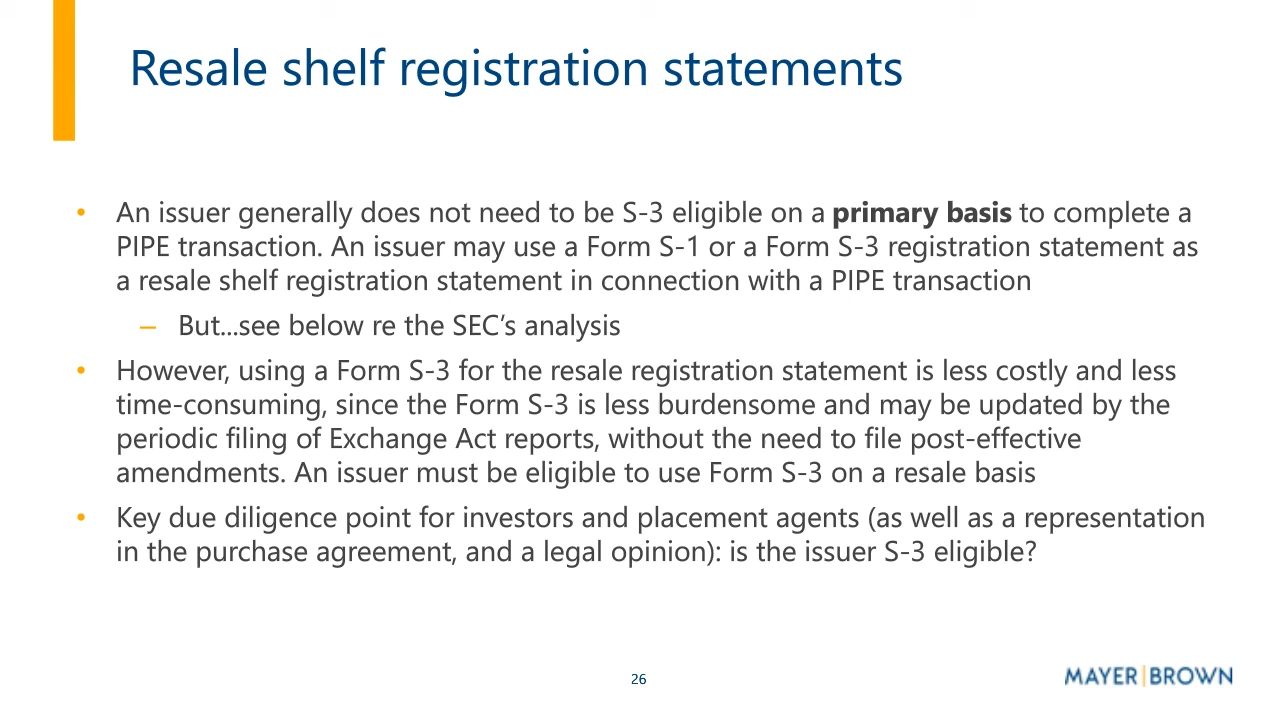 Resale shelf registration statements
• An issuer generally does not need to be S-3 eligible on a primary basis to complete a
PIPE transaction. An issuer may use a Form S-1 or a Form S-3 registration statement as
a resale shelf registration statement in connection with a PIPE transaction
– But...see below re the SEC’s analysis
• However, using a Form S-3 for the resale registration statement is less costly and less
time-consuming, since the Form S-3 is less burdensome and may be updated by the
periodic filing of Exchange Act reports, without the need to file post-effective
amendments. An issuer must be eligible to use Form S-3 on a resale basis
• Key due diligence point for investors and placement agents (as well as a representation
in the purchase agreement, and a legal opinion): is the issuer S-3 eligible?
26
MAYER|BROWN